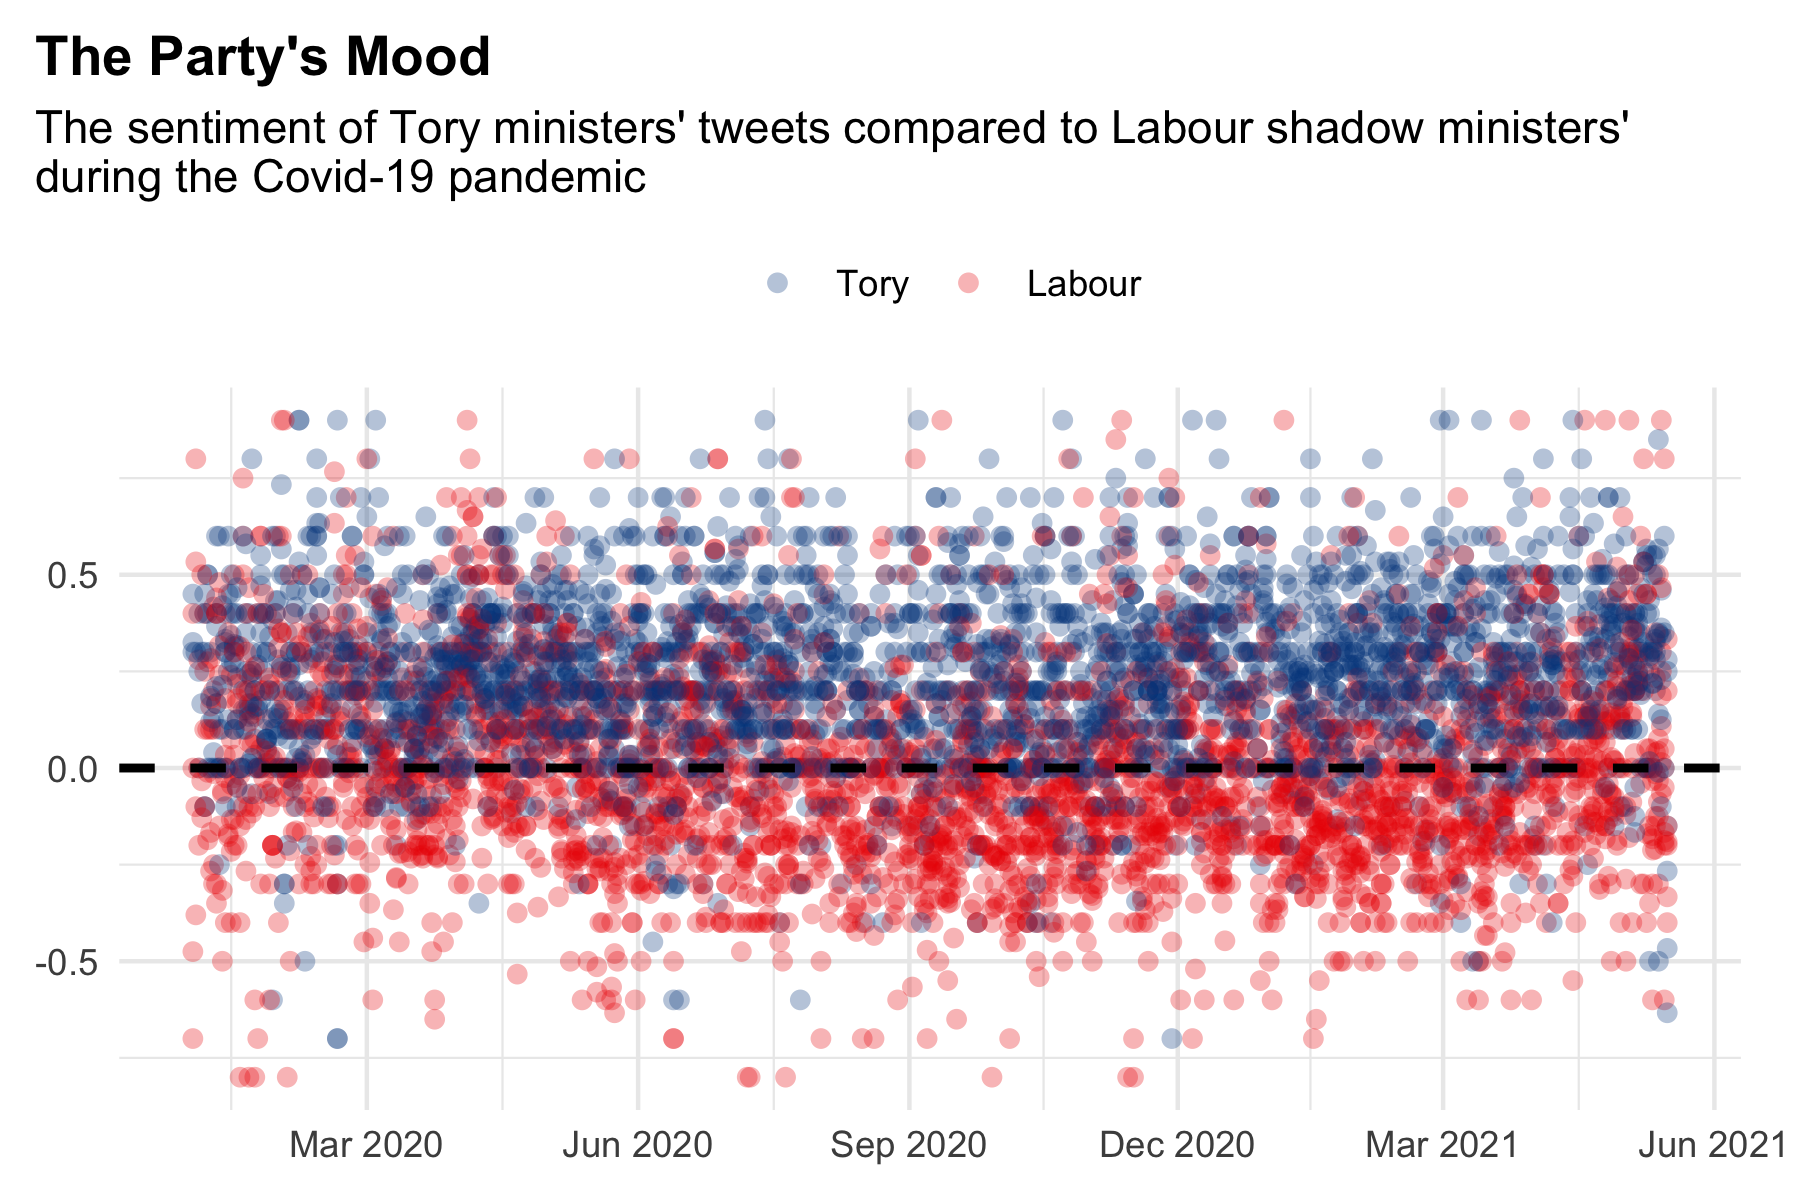 The Party's Mood
The sentiment of Tory ministers' tweets compared to Labour shadow ministers'
during the Covid-19 pandemic
Tory Labour
0.5
0.0
-0.5
Mar 2020 Jun 2020 Sep 2020 Dec 2020 Mar 2021 Jun 2021